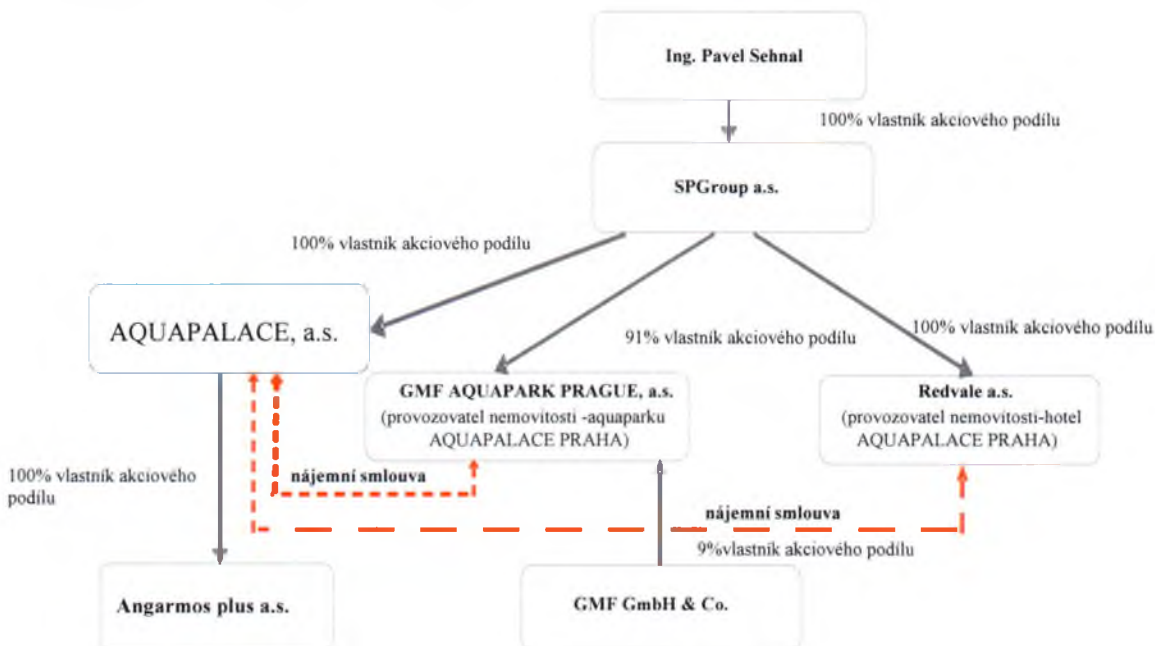 Ing. Pavel Sehnal
100% vlastník akciového podílu
SPGroup a.s.
100% vlastník akciového podílu
AQUAPALACE, a.s.
91% vlastník akciového podílu
100% vlastník akciového podílu
GMF AQUAPARK PRAGUE, a.s.
(provozovatel nemovitosti -aquaparku
AQUAPALACE PRAHA)
Redvale a.s.
(provozovatel nemovitosti-hotel
AQUAPALACE PRAHA)
100% vlastník akciového
podílu
nájemní smlouva
nájemní smlouva
9%vlastník akciového podílu
Angarmos plus a.s.
GMF GmbH & Co.